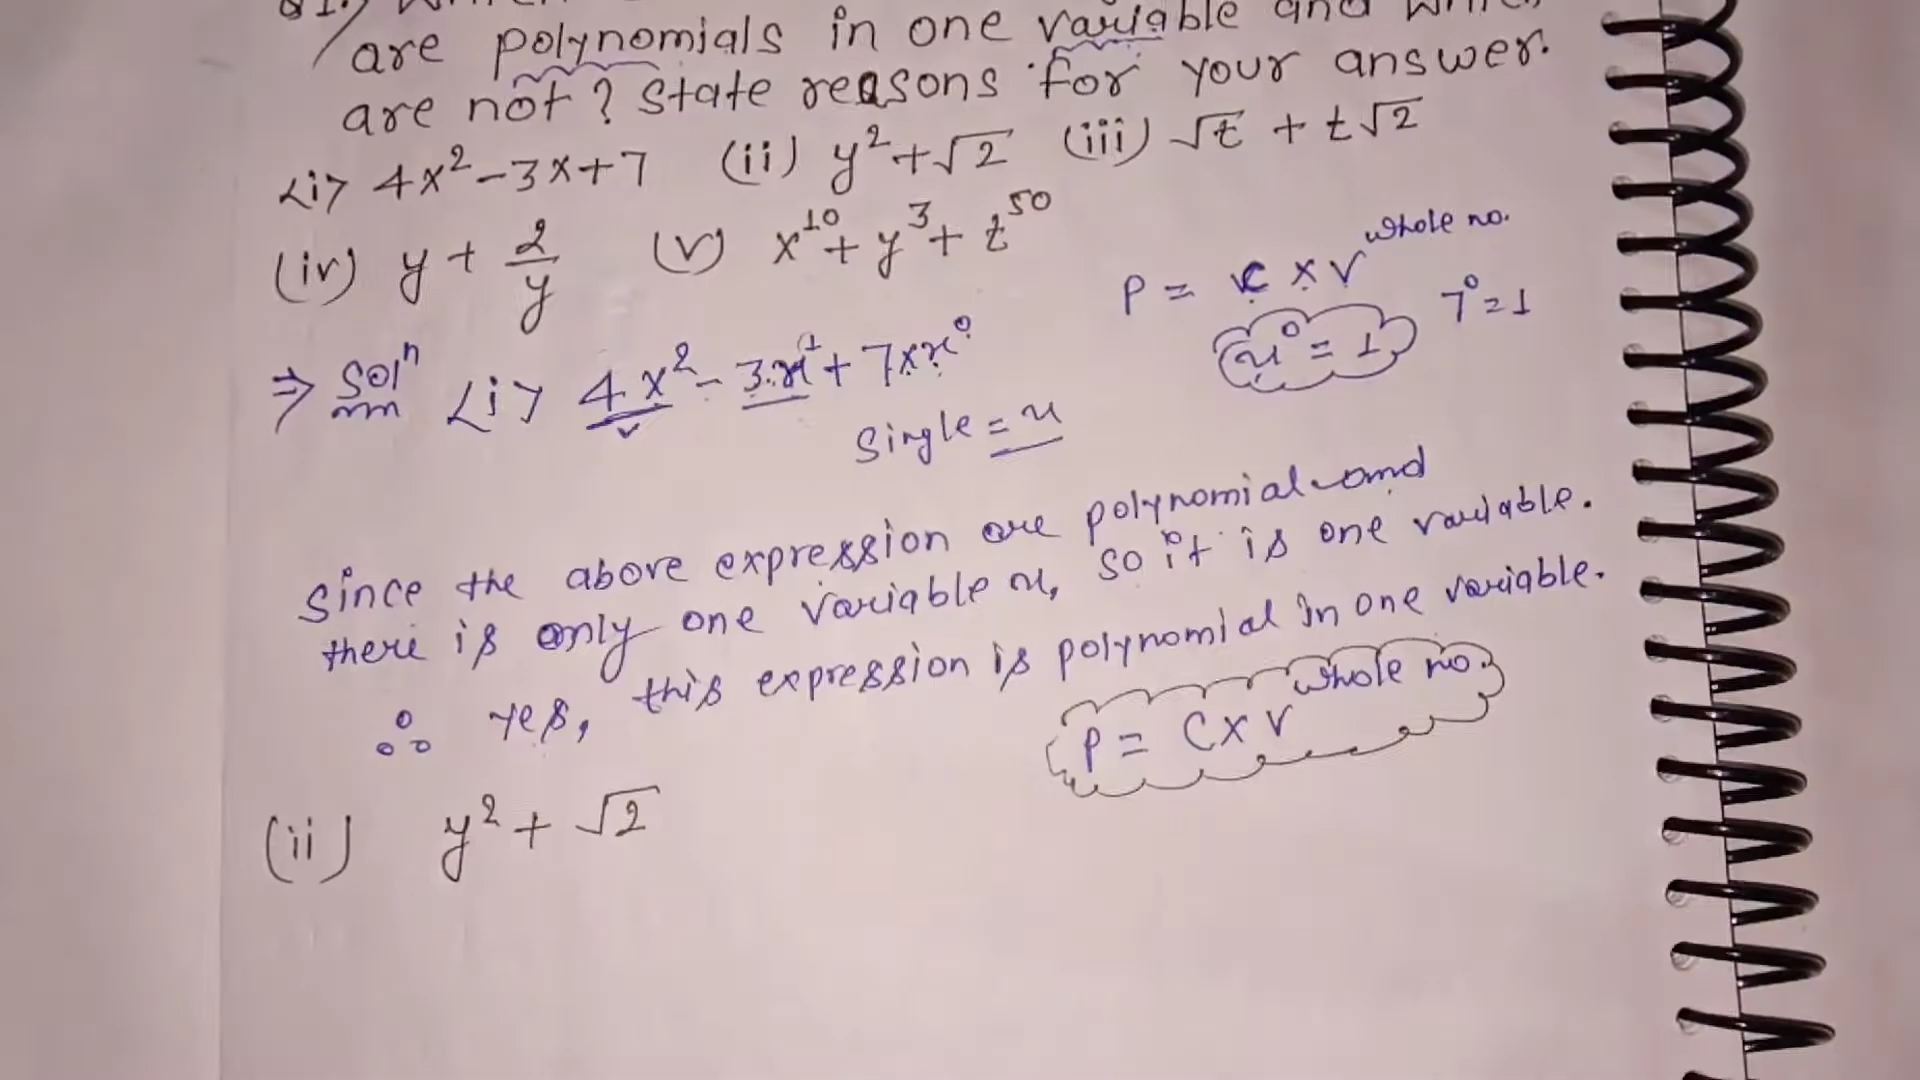 are polynomials in one variable and
are not? State reasons for your answer.
<i> 4x²-3x+7 (ii) y²+√2 (iii) √t + t√2
(iv) y + 2/y (v) x¹⁰+ y³+ t⁵⁰
P = C × V^whole no.
x⁰ = 1 7⁰=1
⇒ Solⁿ <i> 4x² - 3x¹ + 7×x⁰
Single = x
Since the above expression are polynomial and
there is only one variable x, so it is one variable.
∴ Yes, this expression is polynomial in one variable.
P = C×V^whole no.
(ii) y² + √2